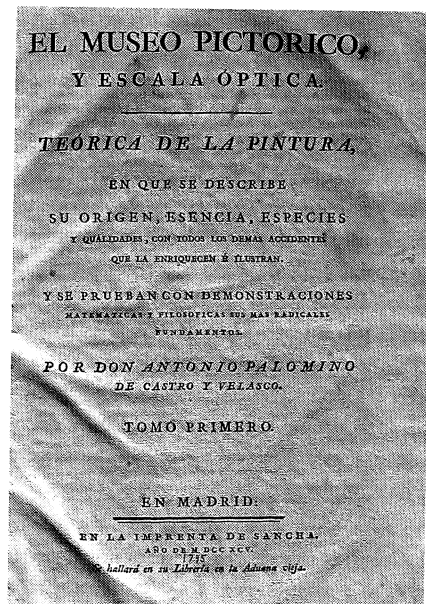 EL MUSEO PICTORICO,
Y ESCALA ÓPTICA.
TEÓRICA DE LA PINTURA,
EN QUE SE DESCRIBE
SU ORIGEN, ESENCIA, ESPECIES
Y QUALIDADES, CON TODOS LOS DEMAS ACCIDENTES
QUE LA ENRIQUECEN É ILUSTRAN.
Y SE PRUEBAN CON DEMONSTRACIONES
MATEMATICAS Y FILOSOFICAS SUS MAS RADICALES
FUNDAMENTOS.
POR DON ANTONIO PALOMINO
DE CASTRO Y VELASCO.
TOMO PRIMERO.
EN MADRID:
EN LA IMPRENTA DE SANCHA.
AÑO DE M. DCC XCV.
hallará en su Librería en la Aduana vieja.